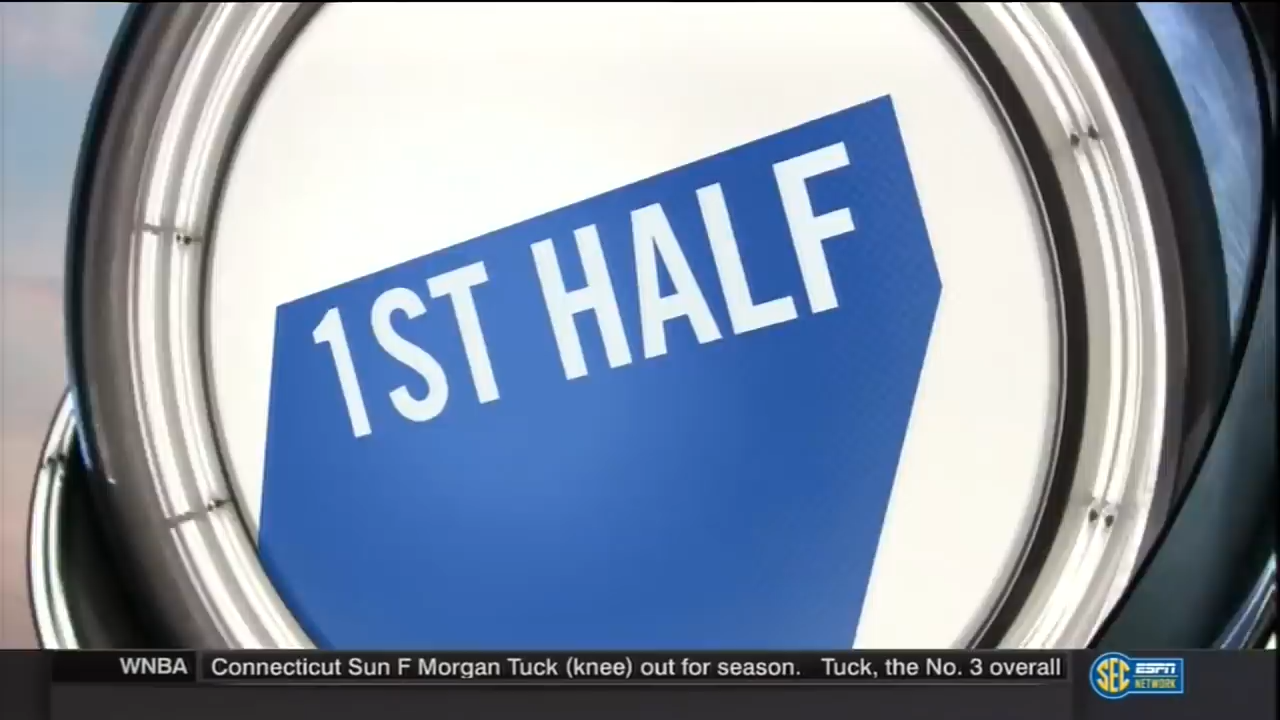 1ST HALF
WNBA Connecticut Sun F Morgan Tuck (knee) out for season. Tuck, the No. 3 overall
SEC ESPN
NETWORK